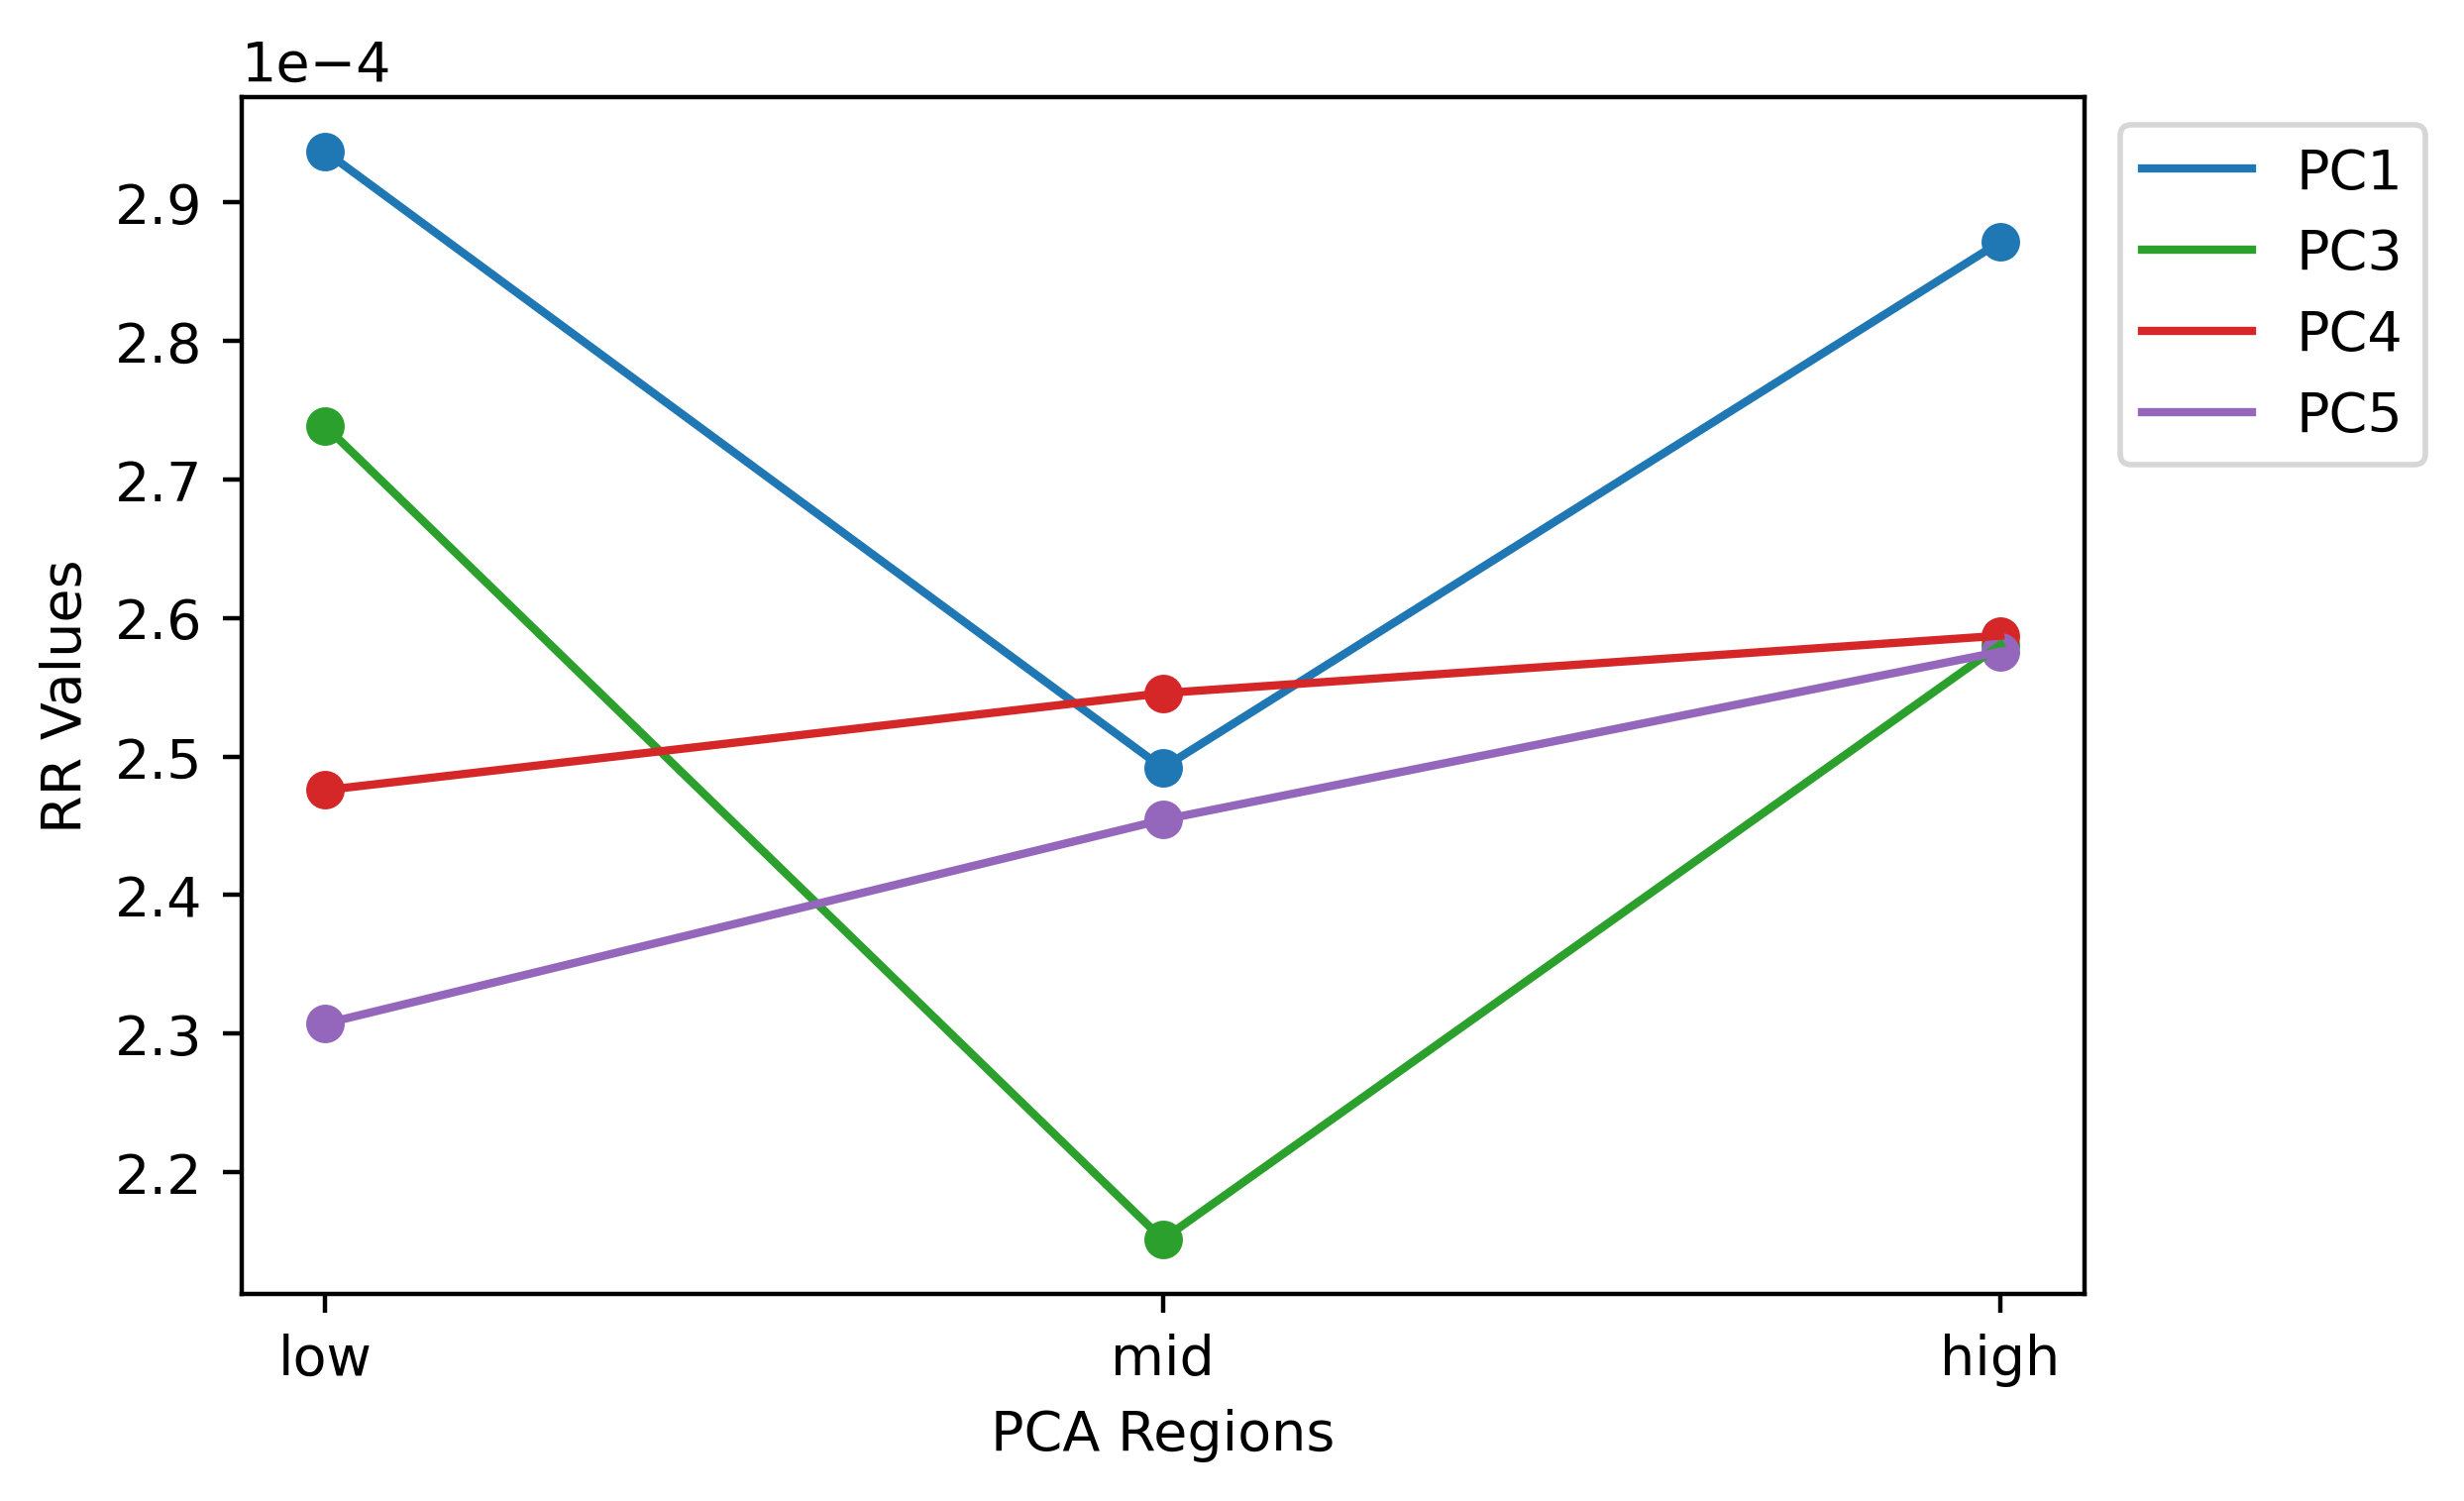 1e−4
2.9
2.8
2.7
2.6
2.5
2.4
2.3
2.2
RR Values
low
mid
high
PCA Regions
PC1
PC3
PC4
PC5